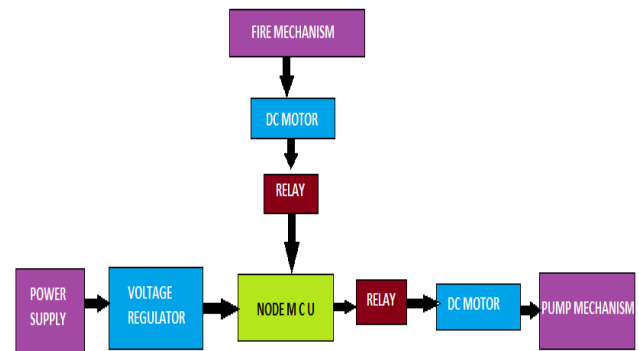 FIRE MECHANISM
DC MOTOR
RELAY
POWER
SUPPLY
VOLTAGE
REGULATOR
NODE M C U
RELAY
DC MOTOR
PUMP MECHANISM